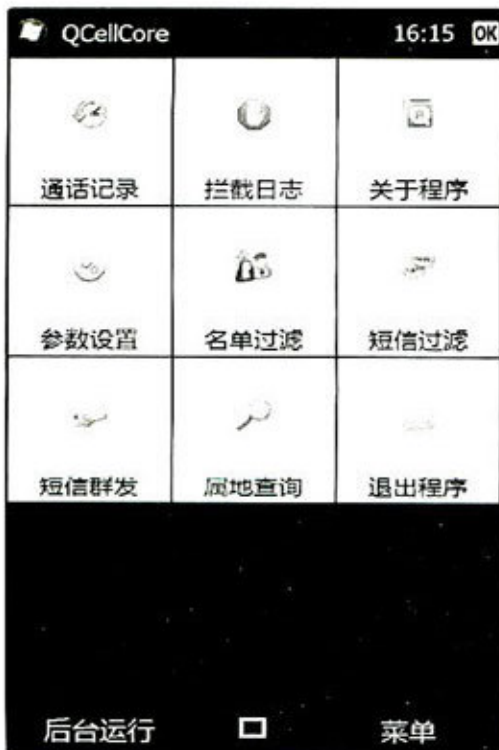 QCellCore 16:15 OK
通话记录 拦截日志 关于程序
参数设置 名单过滤 短信过滤
短信群发 属地查询 退出程序
后台运行 菜单